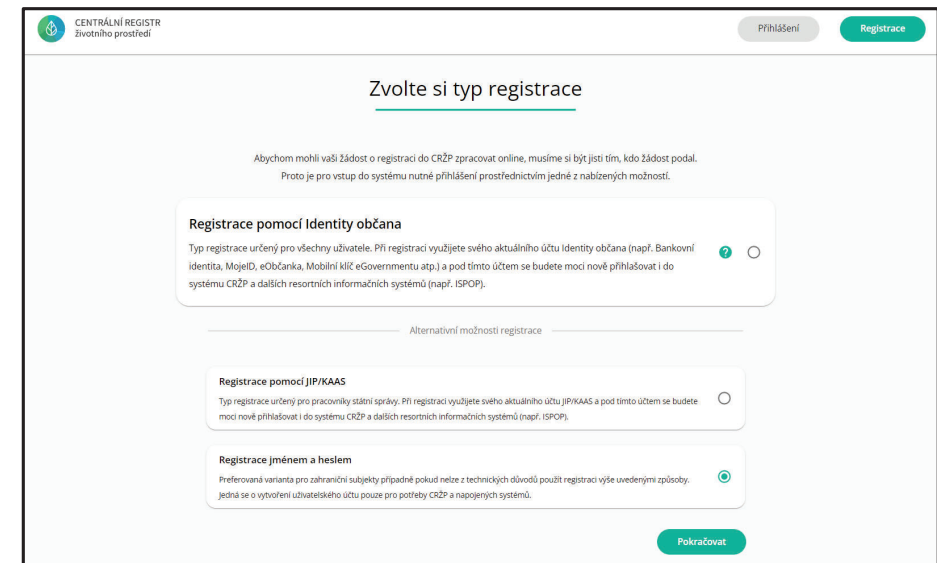 CENTRÁLNÍ REGISTR
životního prostředí
Přihlášení
Registrace
Zvolte si typ registrace
Abychom mohli vaši žádost o registraci do CRŽP zpracovat online, musíme si být jisti tím, kdo žádost podal.
Proto je pro vstup do systému nutné přihlášení prostřednictvím jedné z nabízených možností.
Registrace pomocí Identity občana
Typ registrace určený pro všechny uživatele. Při registraci využijete svého aktuálního účtu Identity občana (např. Bankovní
identita, MojeID, eObčanka, Mobilní klíč eGovernmentu atp.) a pod tímto účtem se budete moci nově přihlašovat i do
systému CRŽP a dalších resortních informačních systémů (např. ISPOP).
?
Alternativní možnosti registrace
Registrace pomocí JIP/KAAS
Typ registrace určený pro pracovníky státní správy. Při registraci využijete svého aktuálního účtu JIP/KAAS a pod tímto účtem se budete
moci nově přihlašovat i do systému CRŽP a dalších resortních informačních systémů (např. ISPOP).
Registrace jménem a heslem
Preferovaná varianta pro zahraniční subjekty případně pokud nelze z technických důvodů použít registraci výše uvedenými způsoby.
Jedná se o vytvoření uživatelského účtu pouze pro potřeby CRŽP a napojených systémů.
Pokračovat